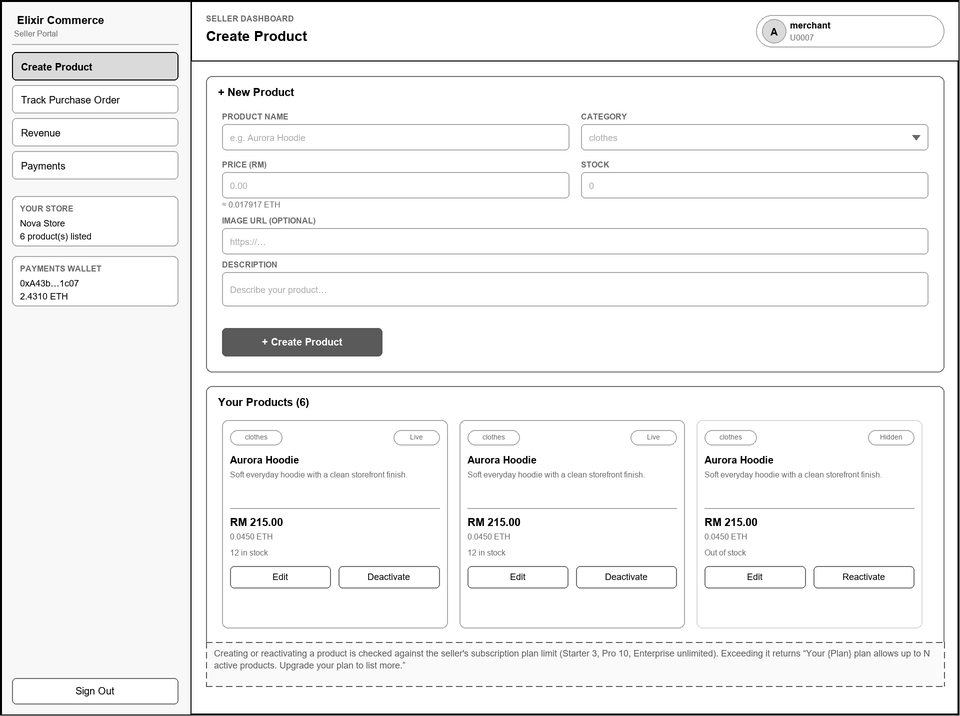 Elixir Commerce
Seller Portal
Create Product
Track Purchase Order
Revenue
Payments
YOUR STORE
Nova Store
6 product(s) listed
PAYMENTS WALLET
0xA43b…1c07
2.4310 ETH
Sign Out
SELLER DASHBOARD
Create Product
A
merchant
U0007
+ New Product
PRODUCT NAME
e.g. Aurora Hoodie
CATEGORY
clothes
PRICE (RM)
0.00
≈ 0.017917 ETH
STOCK
0
IMAGE URL (OPTIONAL)
https://…
DESCRIPTION
Describe your product…
+ Create Product
Your Products (6)
clothes
Live
Aurora Hoodie
Soft everyday hoodie with a clean storefront finish.
RM 215.00
0.0450 ETH
12 in stock
Edit
Deactivate
clothes
Live
Aurora Hoodie
Soft everyday hoodie with a clean storefront finish.
RM 215.00
0.0450 ETH
12 in stock
Edit
Deactivate
clothes
Hidden
Aurora Hoodie
Soft everyday hoodie with a clean storefront finish.
RM 215.00
0.0450 ETH
Out of stock
Edit
Reactivate
Creating or reactivating a product is checked against the seller's subscription plan limit (Starter 3, Pro 10, Enterprise unlimited). Exceeding it returns “Your {Plan} plan allows up to N
active products. Upgrade your plan to list more.”